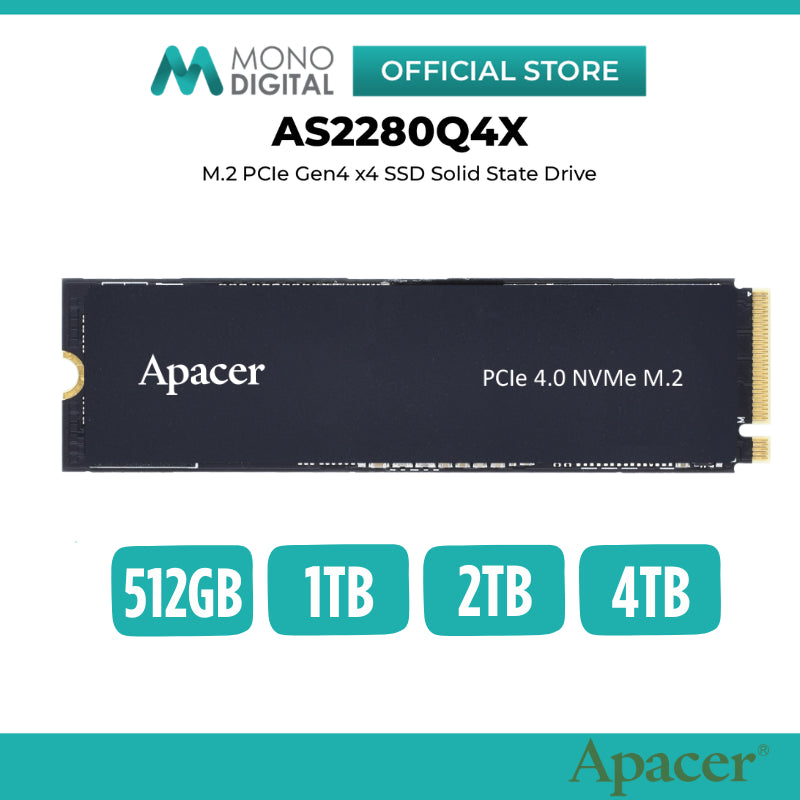 MONO
DIGITAL
OFFICIAL STORE
AS2280Q4X
M.2 PCIe Gen4 x4 SSD Solid State Drive
Apacer
PCIe 4.0 NVMe M.2
M
512GB
1TB
2TB
4TB
Apacer®